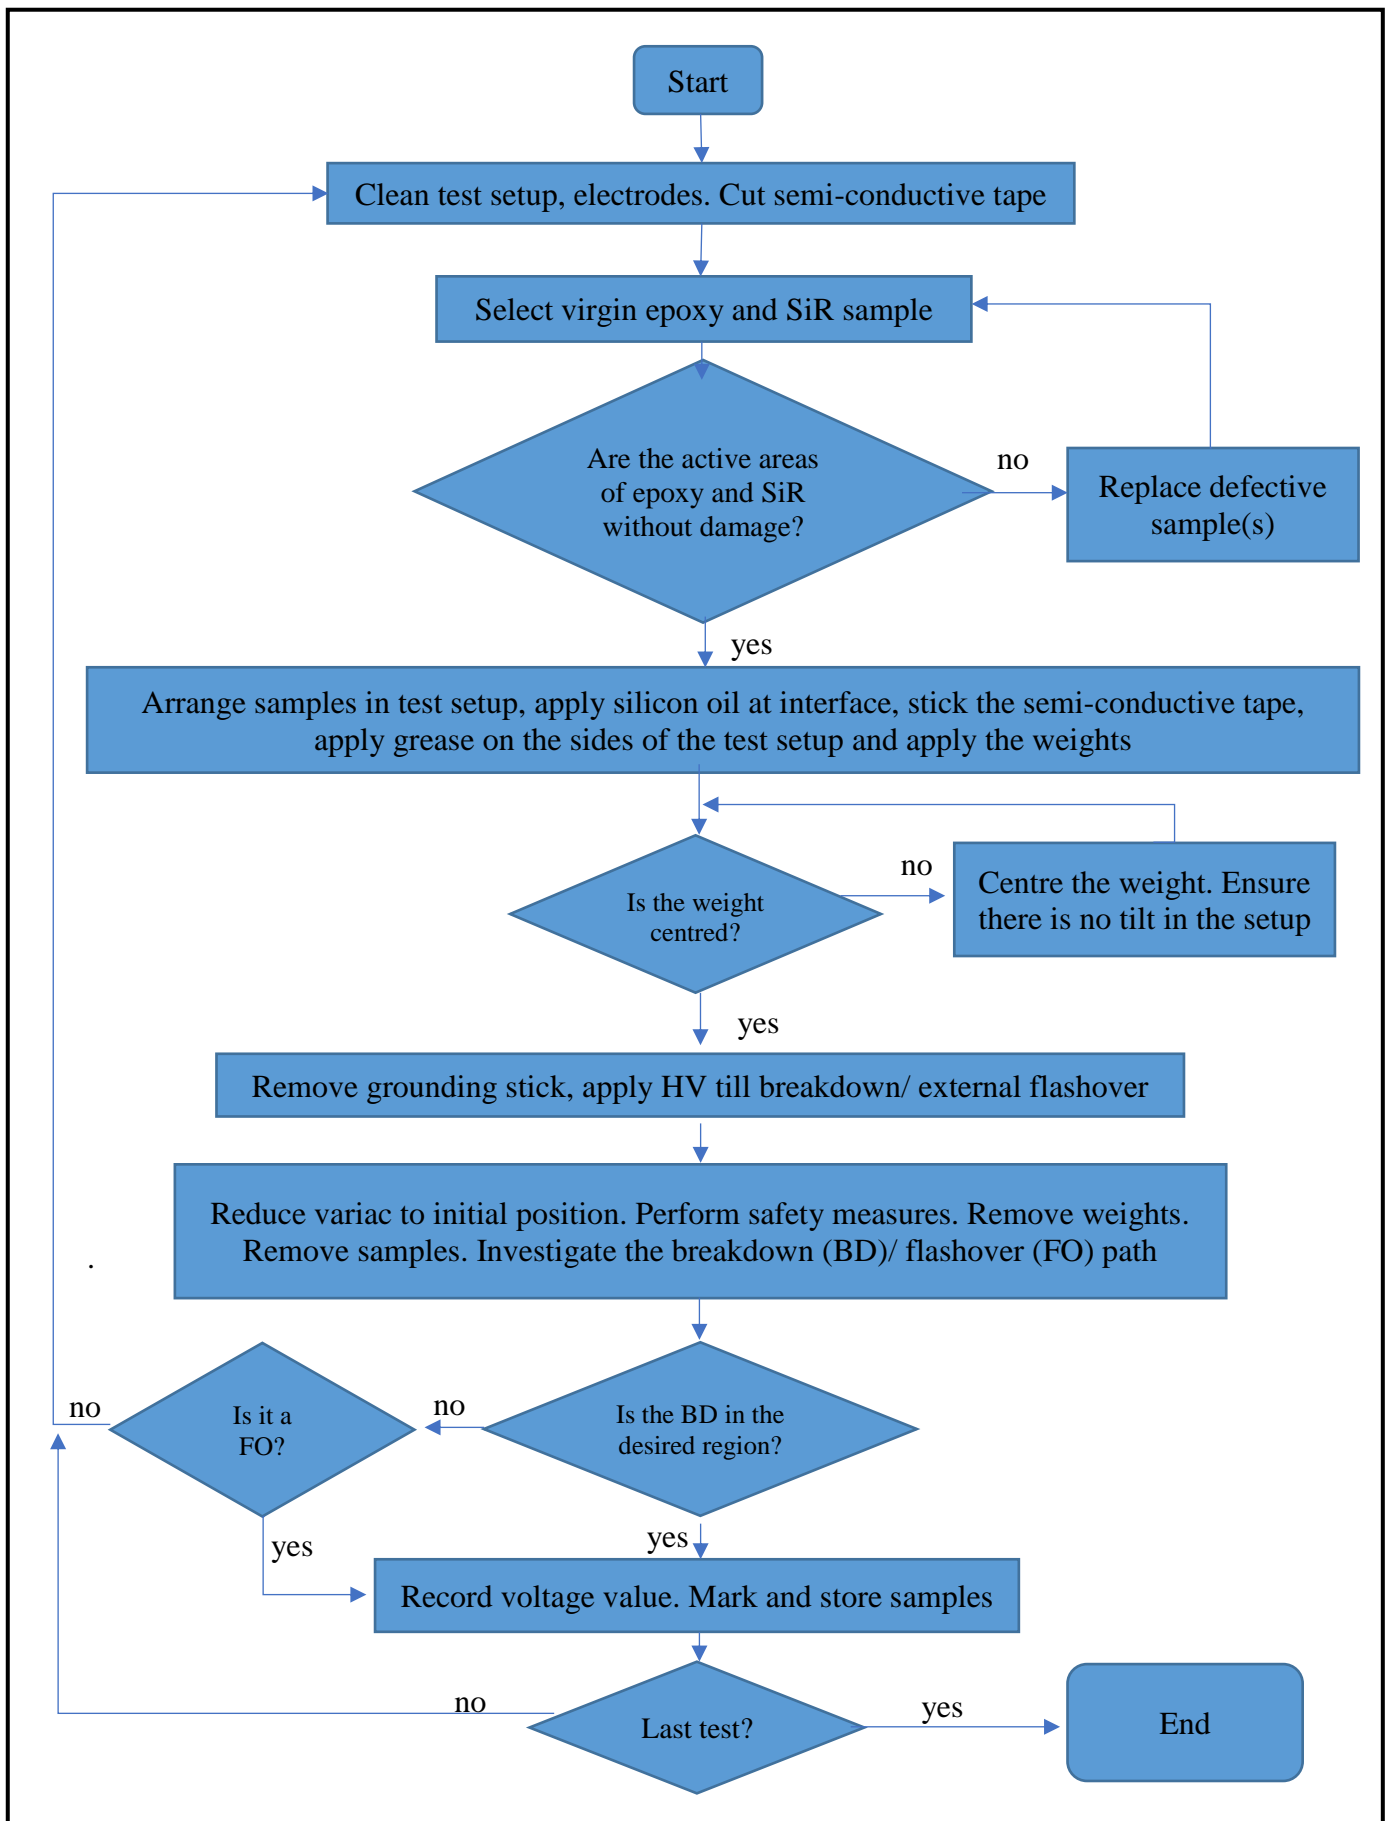 Start
Clean test setup, electrodes. Cut semi-conductive tape
Select virgin epoxy and SiR sample
Are the active areas
of epoxy and SiR
without damage?
no
Replace defective
sample(s)
yes
Arrange samples in test setup, apply silicon oil at interface, stick the semi-conductive tape,
apply grease on the sides of the test setup and apply the weights
Is the weight
centred?
no
Centre the weight. Ensure
there is no tilt in the setup
yes
Remove grounding stick, apply HV till breakdown/ external flashover
Reduce variac to initial position. Perform safety measures. Remove weights.
Remove samples. Investigate the breakdown (BD)/ flashover (FO) path
.
Is the BD in the
desired region?
no
Is it a
FO?
no
yes
yes
Record voltage value. Mark and store samples
Last test?
no
yes
End